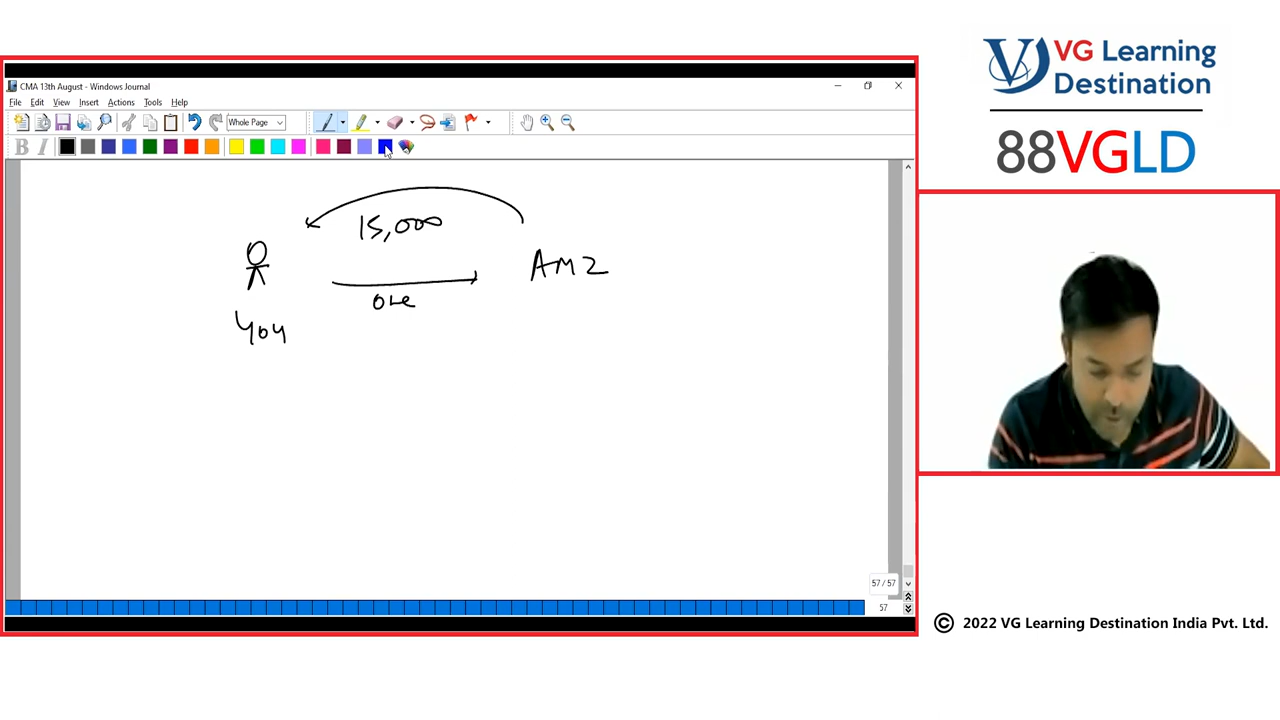 CMA 13th August - Windows Journal
File Edit View Insert Actions Tools Help
Whole Page
B I
15,000
AMZ
You
57 / 57
57
VG Learning
Destination
88VGLD
© 2022 VG Learning Destination India Pvt. Ltd.